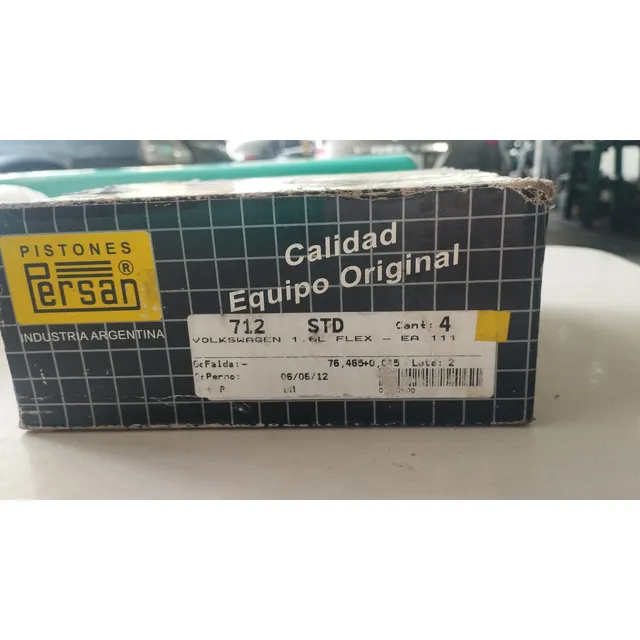 PISTONES
Persan ®
INDUSTRIA ARGENTINA
Calidad
Equipo Original
712 STD Cant: 4
VOLKSWAGEN 1.6L FLEX - EA 111
Falda:- 76,465+0,015 Lote: 2
Perno: 06/06/12